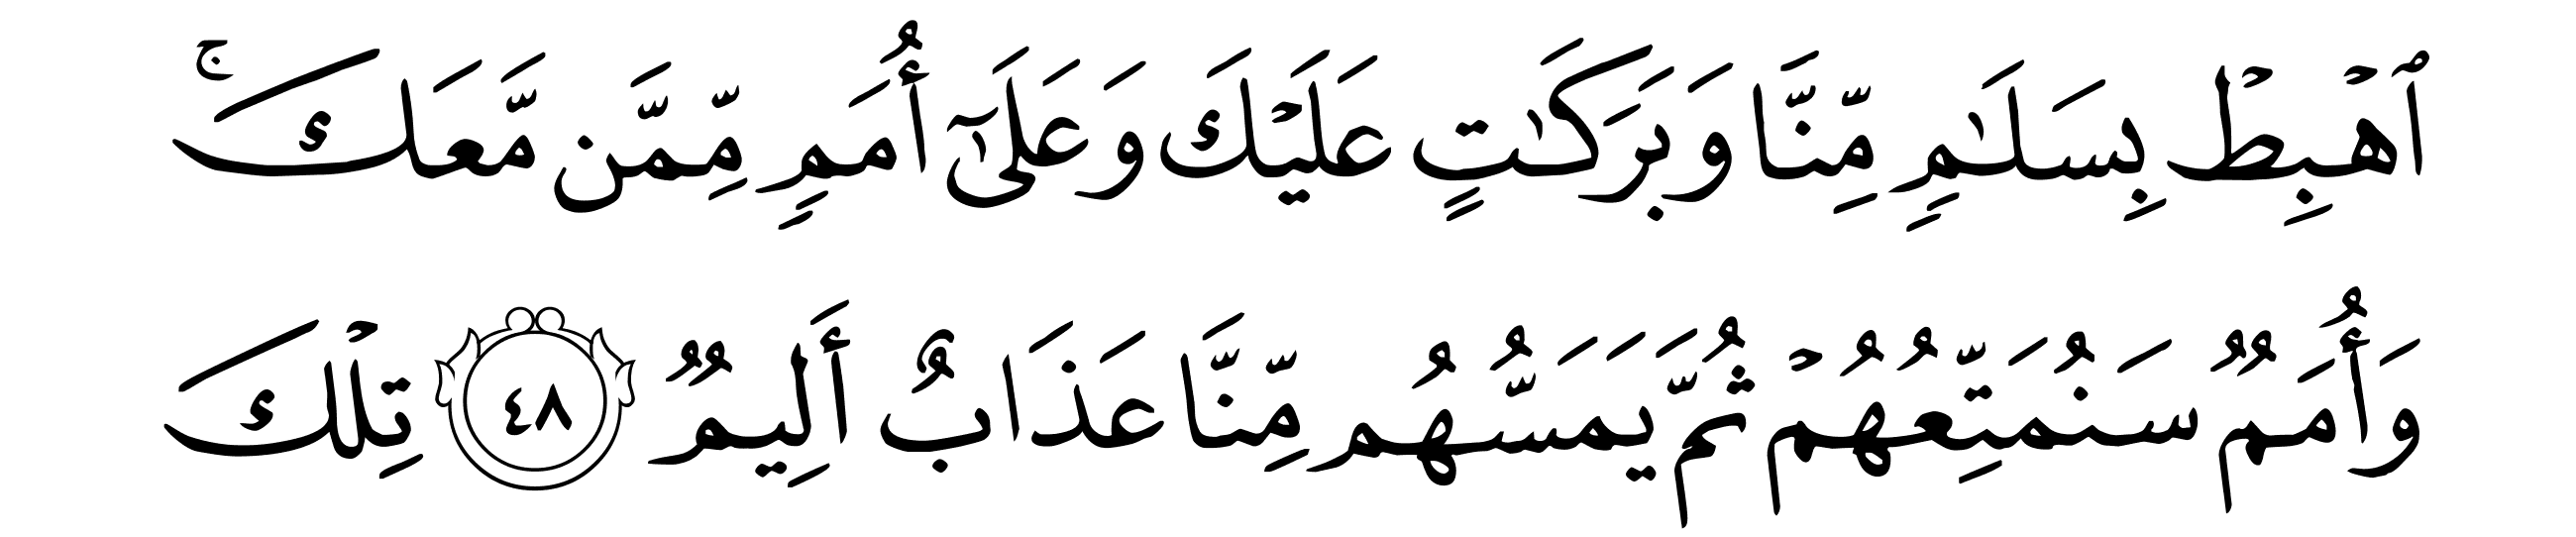 ٱهۡبِطۡ بِسَلَٰمٖ مِّنَّا وَبَرَكَٰتٍ عَلَيۡكَ وَعَلَىٰٓ أُمَمٖ مِّمَّن مَّعَكَۚ
وَأُمَمٞ سَنُمَتِّعُهُمۡ ثُمَّ يَمَسُّهُم مِّنَّا عَذَابٌ أَلِيمٞ ٤٨ تِلۡكَ